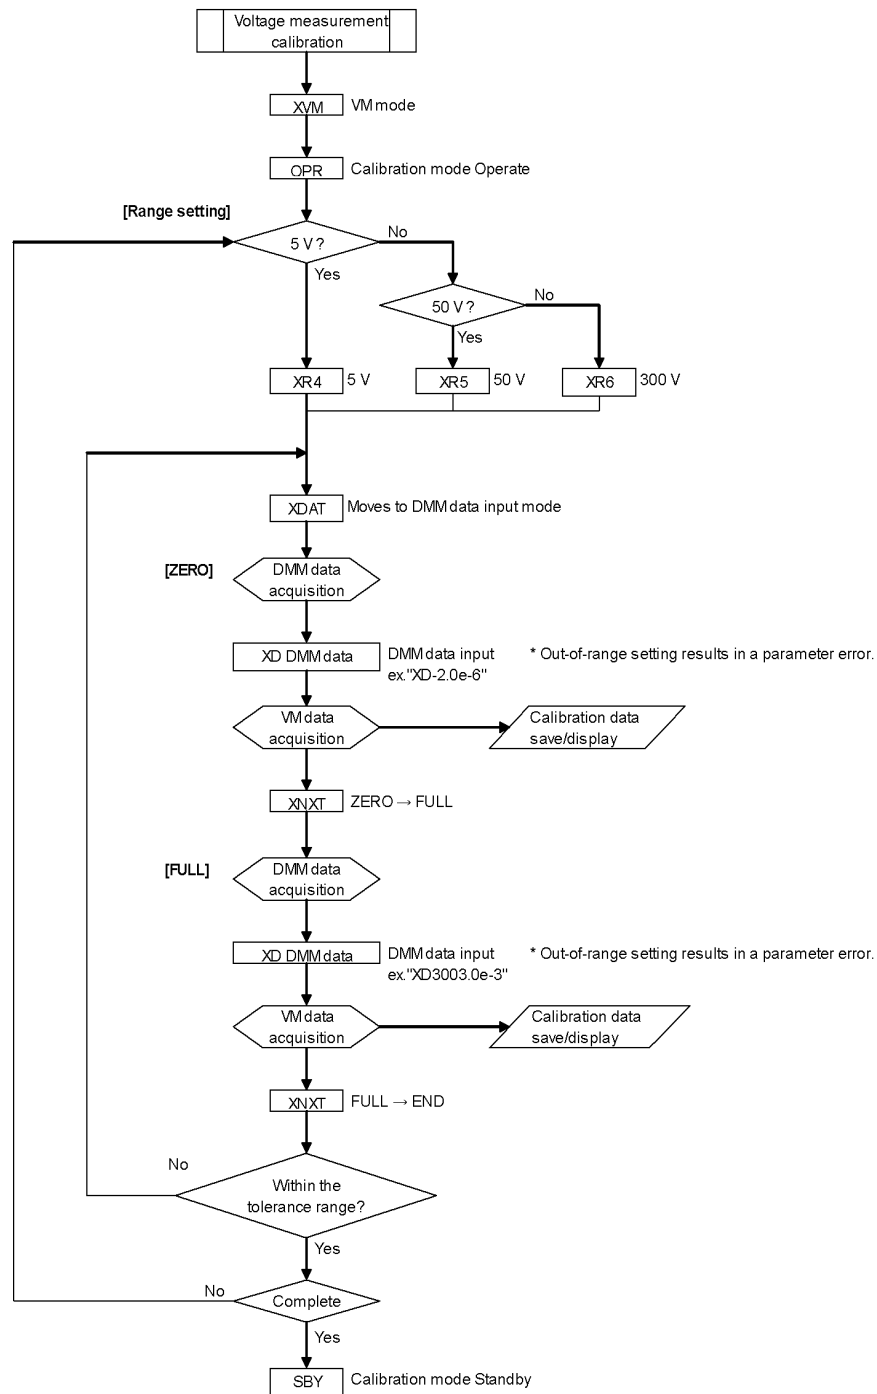 Voltage measurement
calibration
XVM
VM mode
OPR
Calibration mode Operate
[Range setting]
5 V ?
No
Yes
50 V ?
No
Yes
XR4
5 V
XR5
50 V
XR6
300 V
XDAT
Moves to DMM data input mode
[ZERO]
DMM data
acquisition
XD DMM data
DMM data input
ex."XD-2.0e-6"
* Out-of-range setting results in a parameter error.
VM data
acquisition
Calibration data
save/display
XNXT
ZERO → FULL
[FULL]
DMM data
acquisition
XD DMM data
DMM data input
ex."XD3003.0e-3"
* Out-of-range setting results in a parameter error.
VM data
acquisition
Calibration data
save/display
XNXT
FULL → END
No
Within the
tolerance range?
Yes
No
Complete
Yes
SBY
Calibration mode Standby